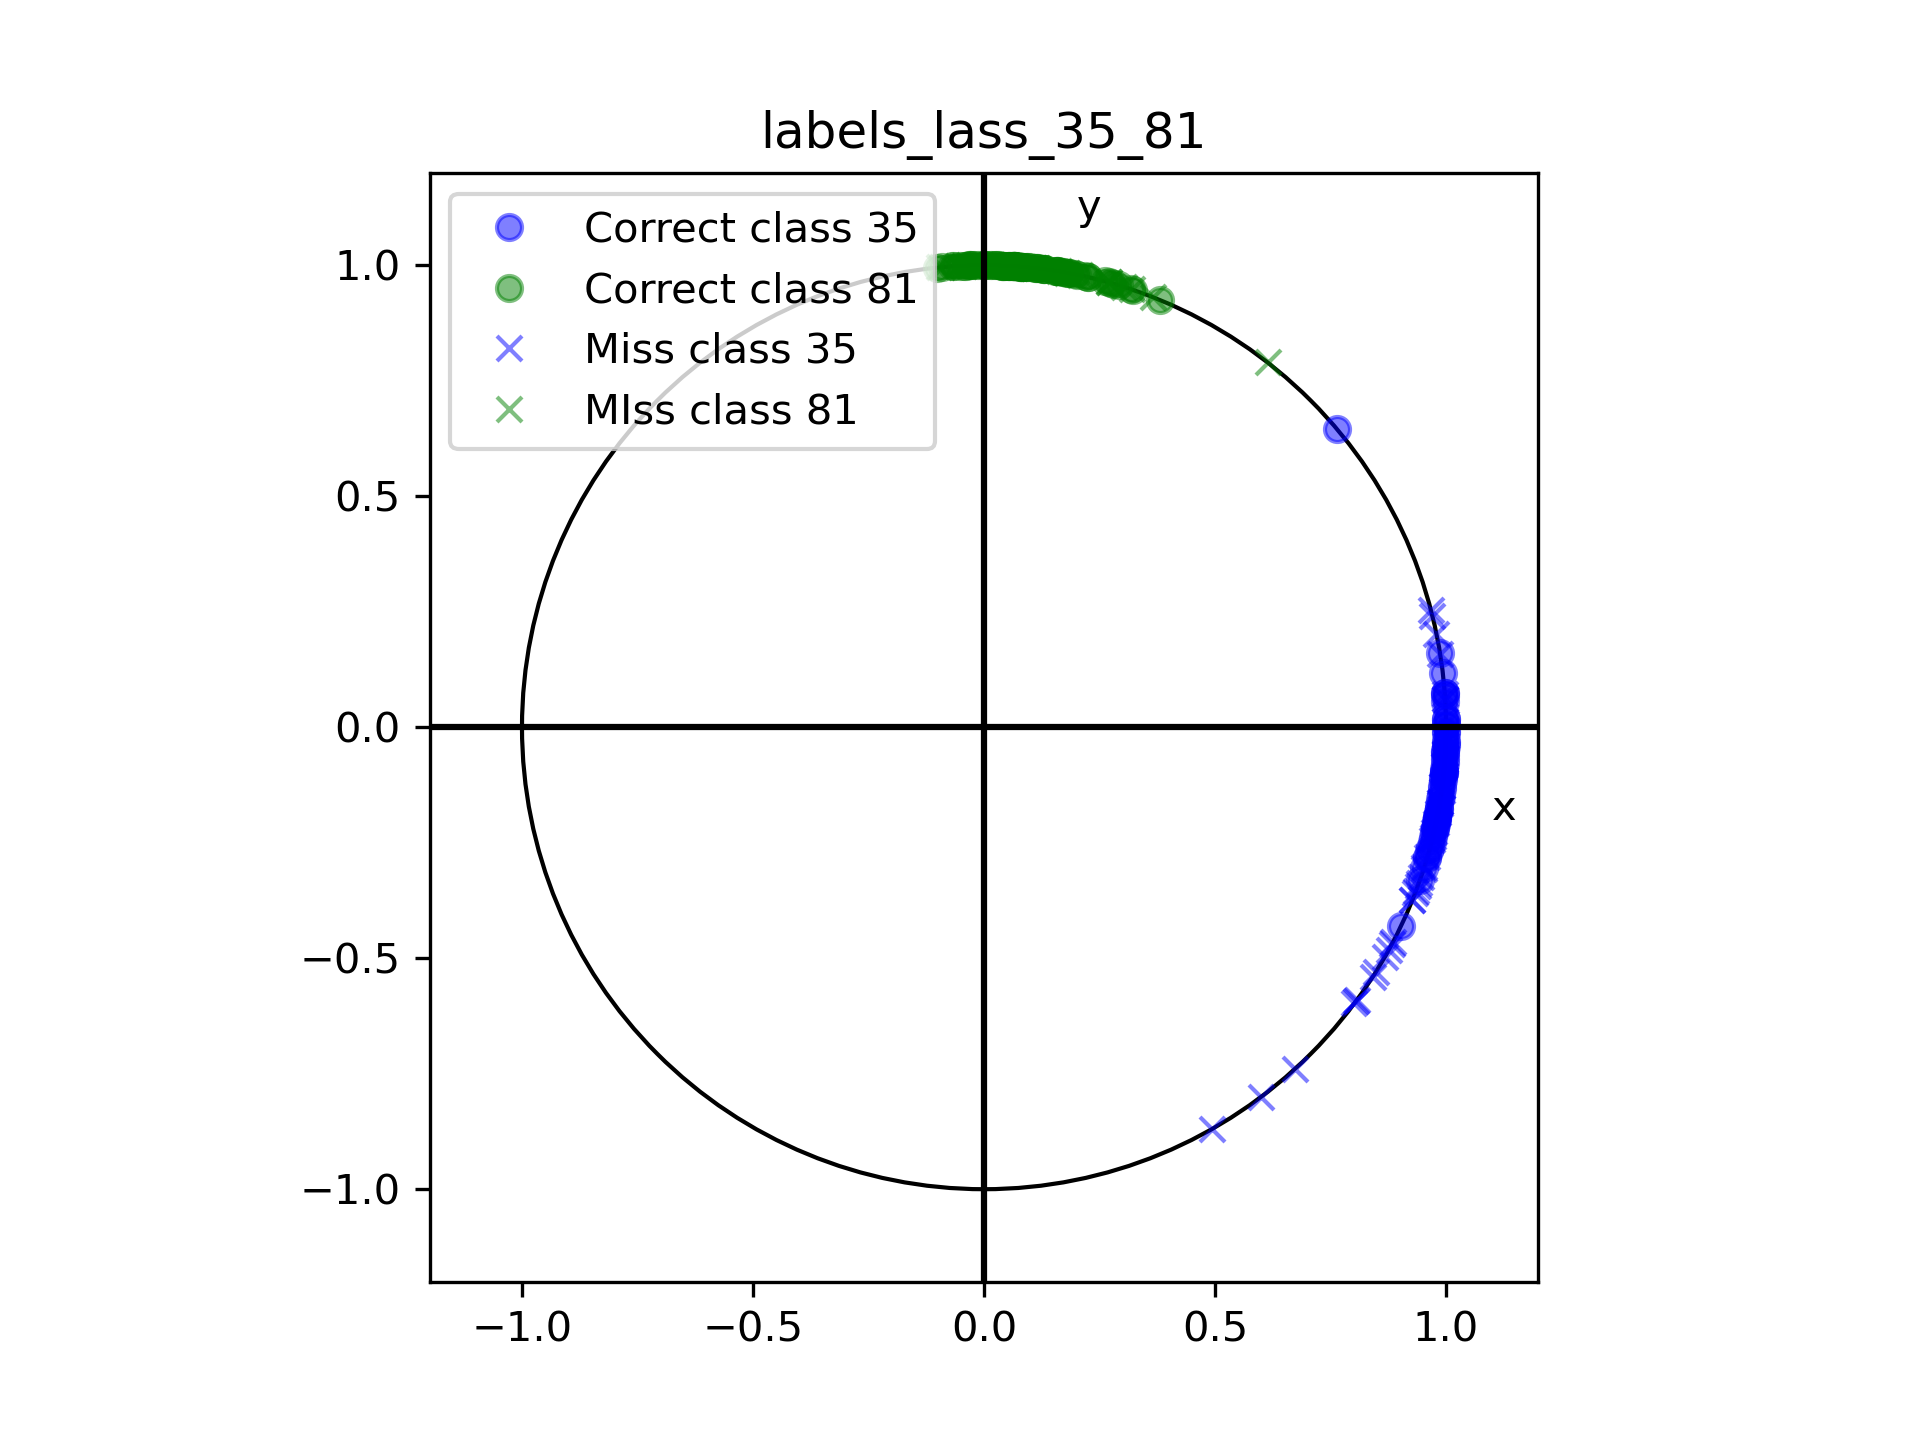 labels_lass_35_81
y
Correct class 35
Correct class 81
Miss class 35
MIss class 81
1.0
0.5
0.0
−0.5
−1.0
x
−1.0
−0.5
0.0
0.5
1.0